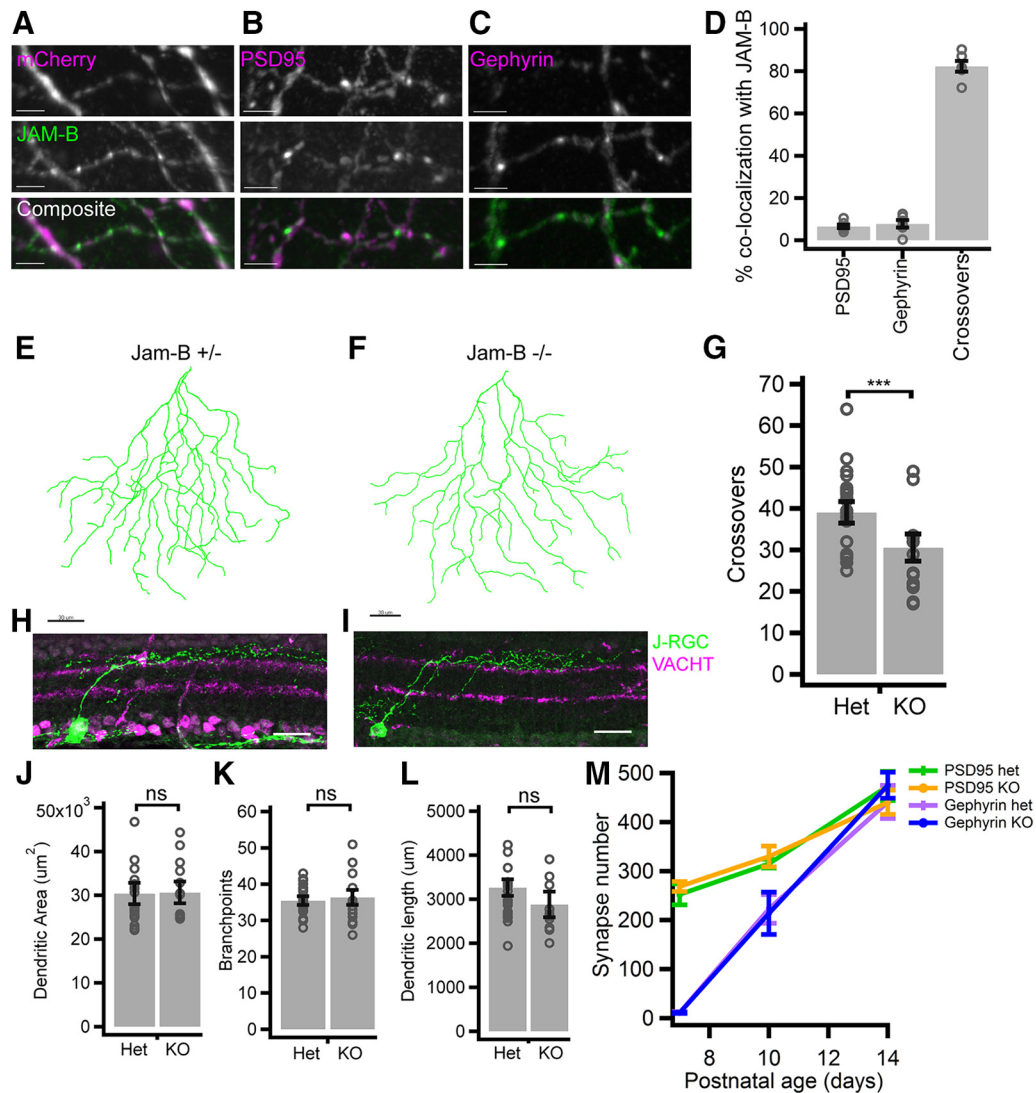 A
B
C
D
mCherry
PSD95
Gephyrin
JAM-B
Composite
% co-localization with JAM-B
100
80
60
40
20
0
PSD95
Gephyrin
Crossovers
E
Jam-B +/-
F
Jam-B -/-
G
***
Crossovers
70
60
50
40
30
20
10
0
Het
KO
30 um
30 um
H
I
J-RGC
VACHT
J
ns
Dendritic Area (um²)
50x10³
40
30
20
10
0
Het
KO
K
ns
Branchpoints
60
50
40
30
20
10
0
Het
KO
L
ns
Dendritic length (um)
5000
4000
3000
2000
1000
0
Het
KO
M
Synapse number
500
400
300
200
100
0
8
10
12
14
Postnatal age (days)
PSD95 het
PSD95 KO
Gephyrin het
Gephyrin KO